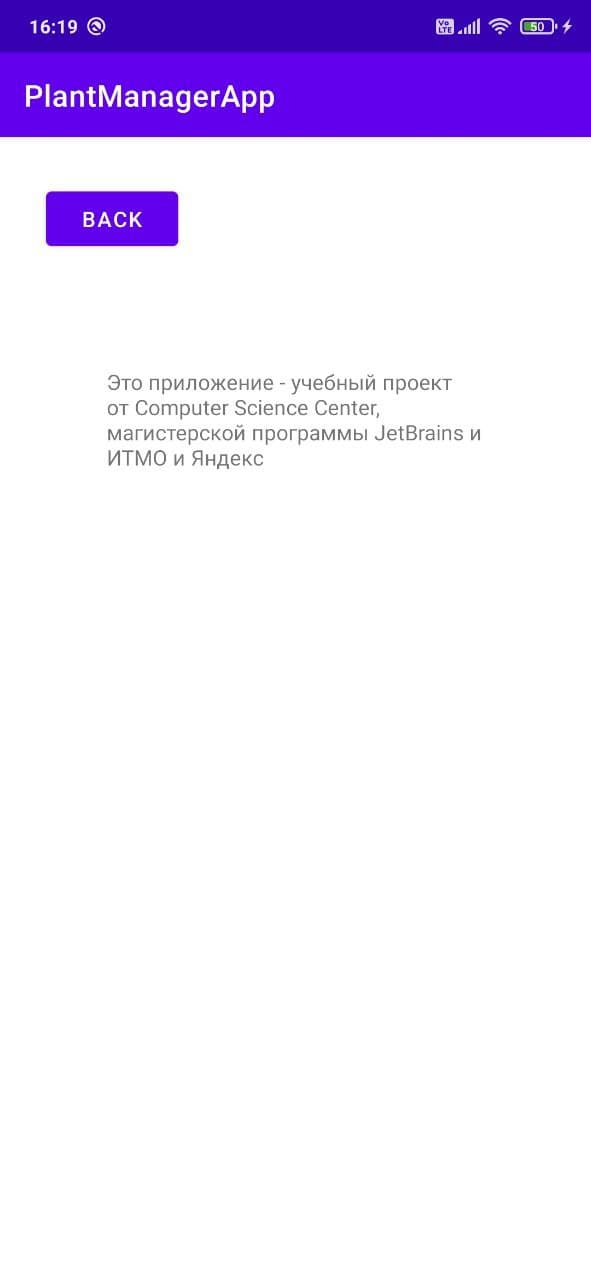 16:19
Vo
LTE
50
PlantManagerApp
BACK
Это приложение - учебный проект
от Computer Science Center,
магистерской программы JetBrains и
ИТМО и Яндекс